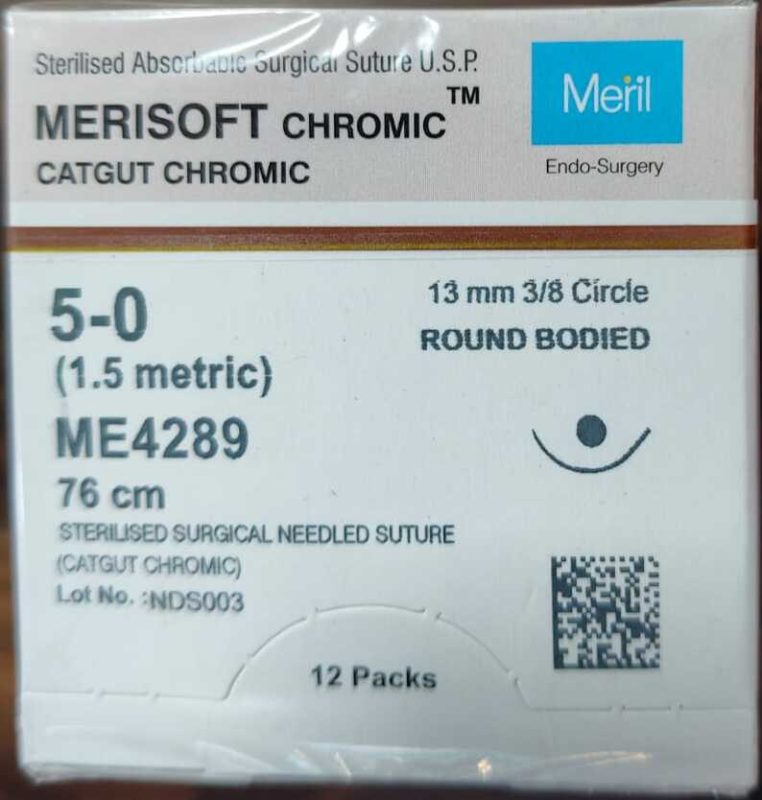 Sterilised Absorbable Surgical Suture U.S.P.
MERISOFT CHROMIC™
CATGUT CHROMIC
Meril
Endo-Surgery
5-0
(1.5 metric)
ME4289
76 cm
STERILISED SURGICAL NEEDLED SUTURE
(CATGUT CHROMIC)
Lot No. :NDS003
13 mm 3/8 Circle
ROUND BODIED
12 Packs